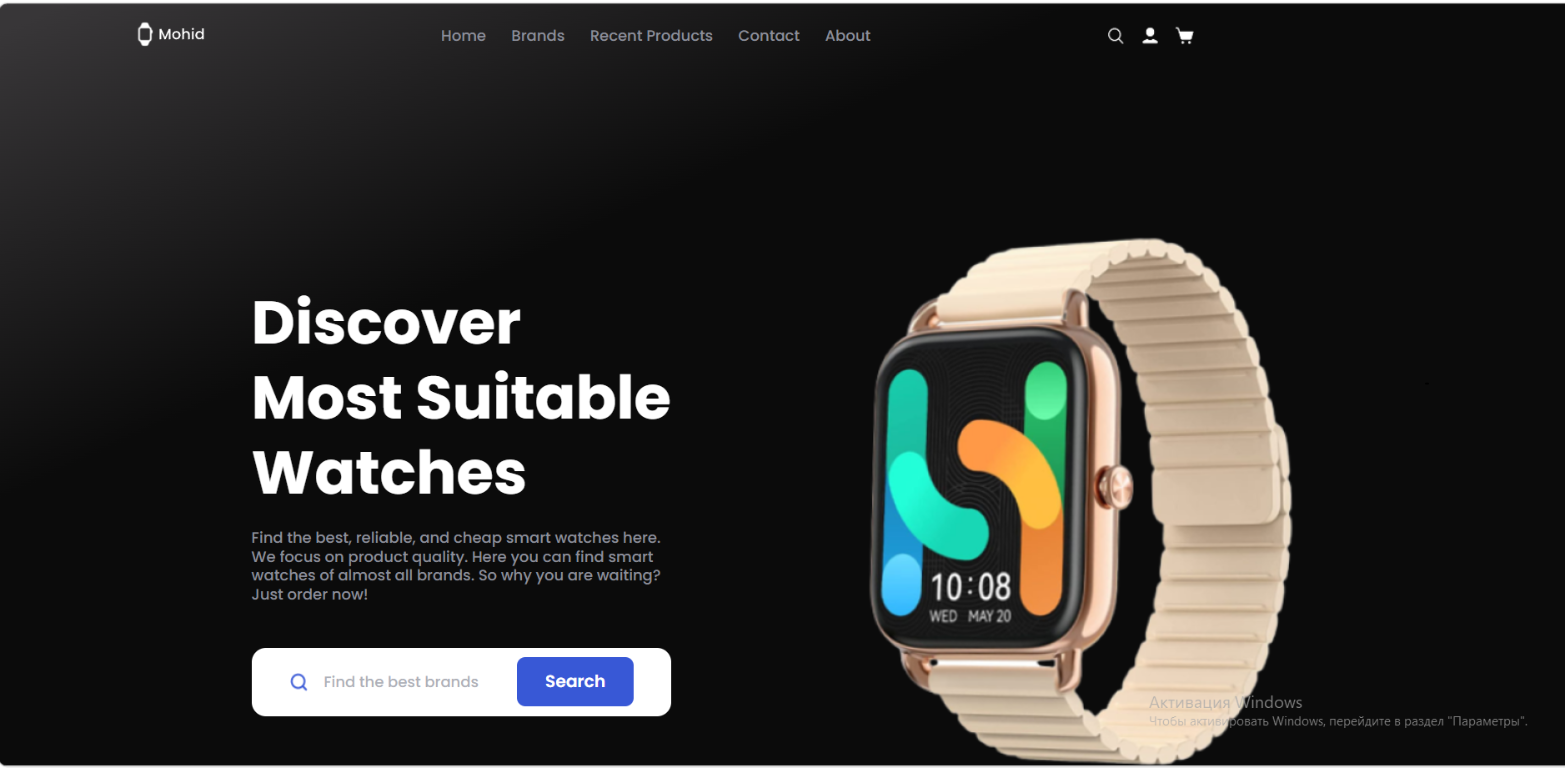 Mohid
Home Brands Recent Products Contact About
Discover
Most Suitable
Watches
Find the best, reliable, and cheap smart watches here.
We focus on product quality. Here you can find smart
watches of almost all brands. So why you are waiting?
Just order now!
Find the best brands Search
10:08
WED MAY 20
Активация Windows
Чтобы активировать Windows, перейдите в раздел "Параметры".